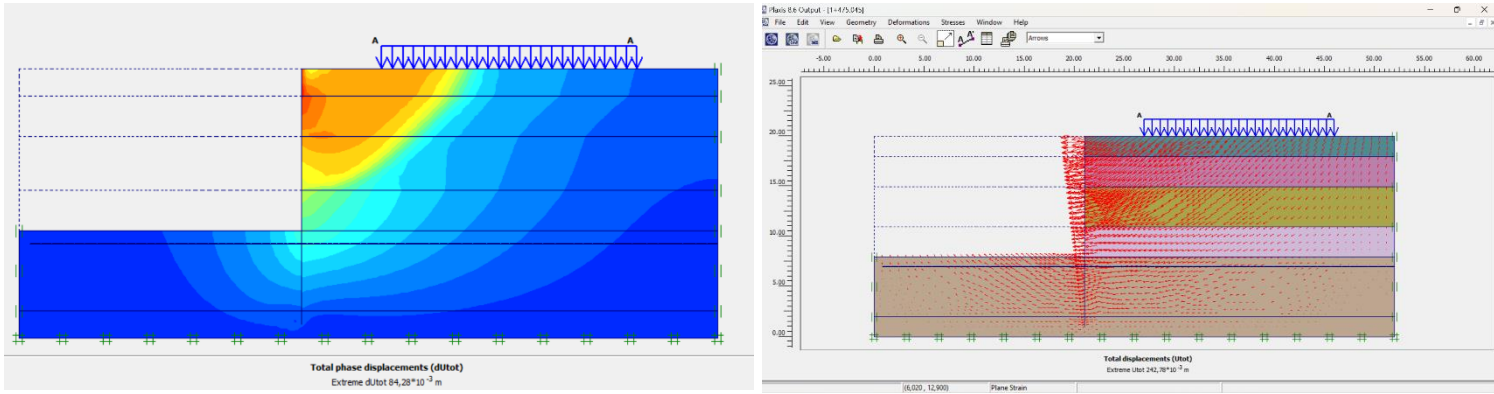 A A
Total phase displacements (dUtot)
Extreme dUtot 84,28*10 -3 m
Plaxis 8.6 Output - [1+475.045]
File Edit View Geometry Deformations Stresses Window Help
Arrows
-5.00 0.00 5.00 10.00 15.00 20.00 25.00 30.00 35.00 40.00 45.00 50.00 55.00 60.00
25.00
A A
20.00
15.00
10.00
5.00
0.00
Total displacements (Utot)
Extreme Utot 242,78*10 -3 m
(6,020 , 12,900) Plane Strain